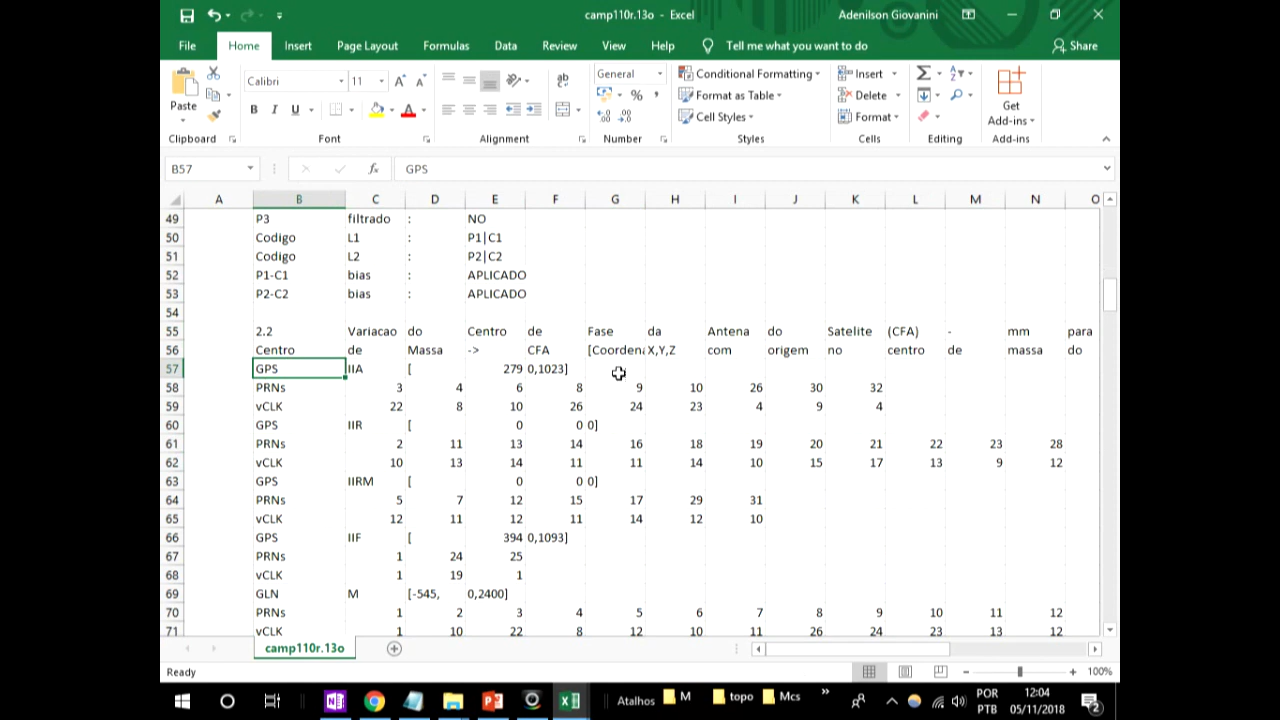 camp110r.13o - Excel Adenilson Giovanini
File Home Insert Page Layout Formulas Data Review View Help Tell me what you want to do Share
Paste Calibri 11 General Conditional Formatting Format as Table Cell Styles Insert Delete Format Get Add-ins
B I U
Clipboard Font Alignment Number Styles Cells Editing Add-ins
B57 fx GPS
A B C D E F G H I J K L M N O
49 P3 filtrado : NO
50 Codigo L1 : P1|C1
51 Codigo L2 : P2|C2
52 P1-C1 bias : APLICADO
53 P2-C2 bias : APLICADO
54
55 2.2 Variacao do Centro de Fase da Antena do Satelite (CFA) - mm para
56 Centro de Massa -> CFA [Coordena X,Y,Z com origem no centro de massa do
57 GPS IIA [ 279 0,1023]
58 PRNs 3 4 6 8 9 10 26 30 32
59 vCLK 22 8 10 26 24 23 4 9 4
60 GPS IIR [ 0 0 0]
61 PRNs 2 11 13 14 16 18 19 20 21 22 23 28
62 vCLK 10 13 14 11 11 14 10 15 17 13 9 12
63 GPS IIRM [ 0 0 0]
64 PRNs 5 7 12 15 17 29 31
65 vCLK 12 11 12 11 14 12 10
66 GPS IIF [ 394 0,1093]
67 PRNs 1 24 25
68 vCLK 1 19 1
69 GLN M [-545, 0,2400]
70 PRNs 1 2 3 4 5 6 7 8 9 10 11 12
71 vCLK 1 10 22 8 12 10 11 26 24 23 13 12
camp110r.13o
Ready 100%
Atalhos M topo Mcs » POR 12:04
PTB 05/11/2018 2